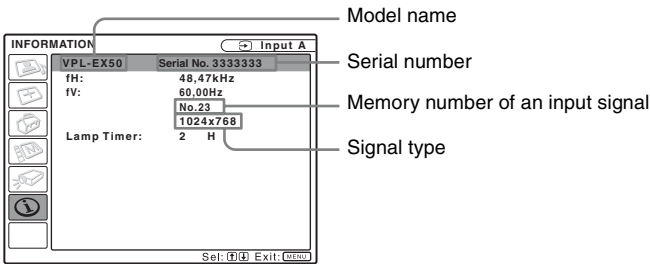 Model name
INFORMATION Input A
VPL-EX50 Serial No. 3333333
Serial number
fH: 48,47kHz
fV: 60,00Hz
No.23
Memory number of an input signal
1024x768
Lamp Timer: 2 H
Signal type
Sel: Exit: MENU